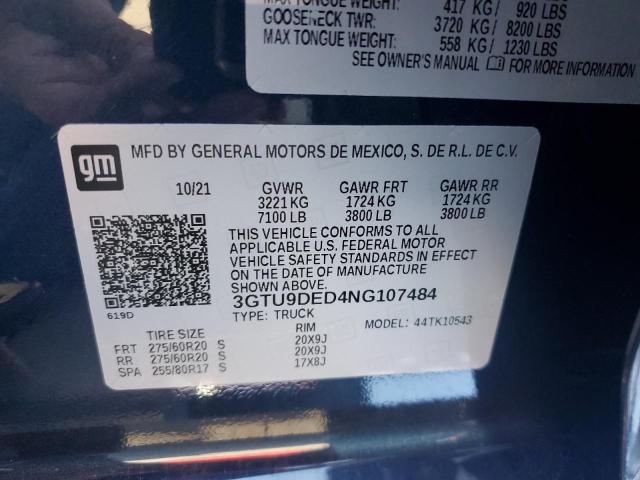 MAX TONGUE WEIGHT: 417 KG / 920 LBS
GOOSENECK TWR: 3720 KG / 8200 LBS
MAX TONGUE WEIGHT: 558 KG / 1230 LBS
SEE OWNER'S MANUAL FOR MORE INFORMATION
gm MFD BY GENERAL MOTORS DE MEXICO, S. DE R.L. DE C.V.
10/21 GVWR GAWR FRT GAWR RR
3221 KG 1724 KG 1724 KG
7100 LB 3800 LB 3800 LB
THIS VEHICLE CONFORMS TO ALL
APPLICABLE U.S. FEDERAL MOTOR
VEHICLE SAFETY STANDARDS IN EFFECT
ON THE DATE OF MANUFACTURE
SHOWN ABOVE.
619D 3GTU9DED4NG107484
TYPE: TRUCK MODEL: 44TK10543
TIRE SIZE RIM
FRT 275/60R20 S 20X9J
RR 275/60R20 S 20X9J
SPA 255/80R17 S 17X8J